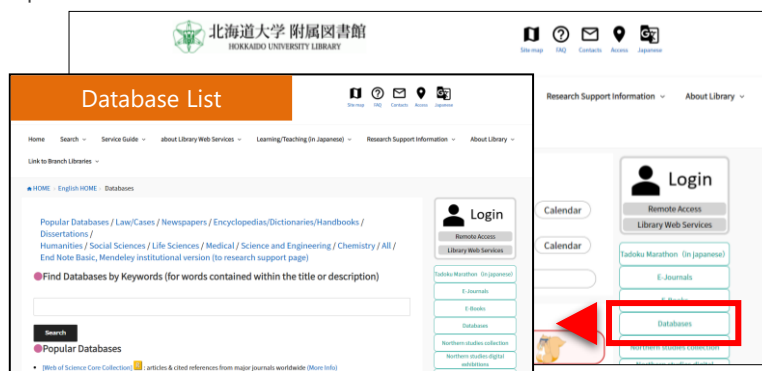 北海道大学 附属図書館
HOKKAIDO UNIVERSITY LIBRARY
Site map FAQ Contacts Access Japanese
Research Support Information About Library
Login
Remote Access
Library Web Services
Calendar
Calendar
Tadoku Marathon (in japanese)
E-Journals
E-Books
Databases
Northern studies collection
Northern studies digital
Database List
Site map FAQ Contacts Access Japanese
Home Search Service Guide about Library Web Services Learning/Teaching (in Japanese) Research Support Information About Library
Link to Branch Libraries
HOME English HOME Databases
Popular Databases / Law/Cases / Newspapers / Encyclopedias/Dictionaries/Handbooks /
Dissertations /
Humanities / Social Sciences / Life Sciences / Medical / Science and Engineering / Chemistry / All /
End Note Basic, Mendeley institutional version (to research support page)
●Find Databases by Keywords (for words contained within the title or description)
Search
●Popular Databases
• [Web of Science Core Collection] : articles & cited references from major journals worldwide (More Info)
Login
Remote Access
Library Web Services
Tadoku Marathon (in japanese)
E-Journals
E-Books
Databases
Northern studies collection
Northern studies digital
exhibitions